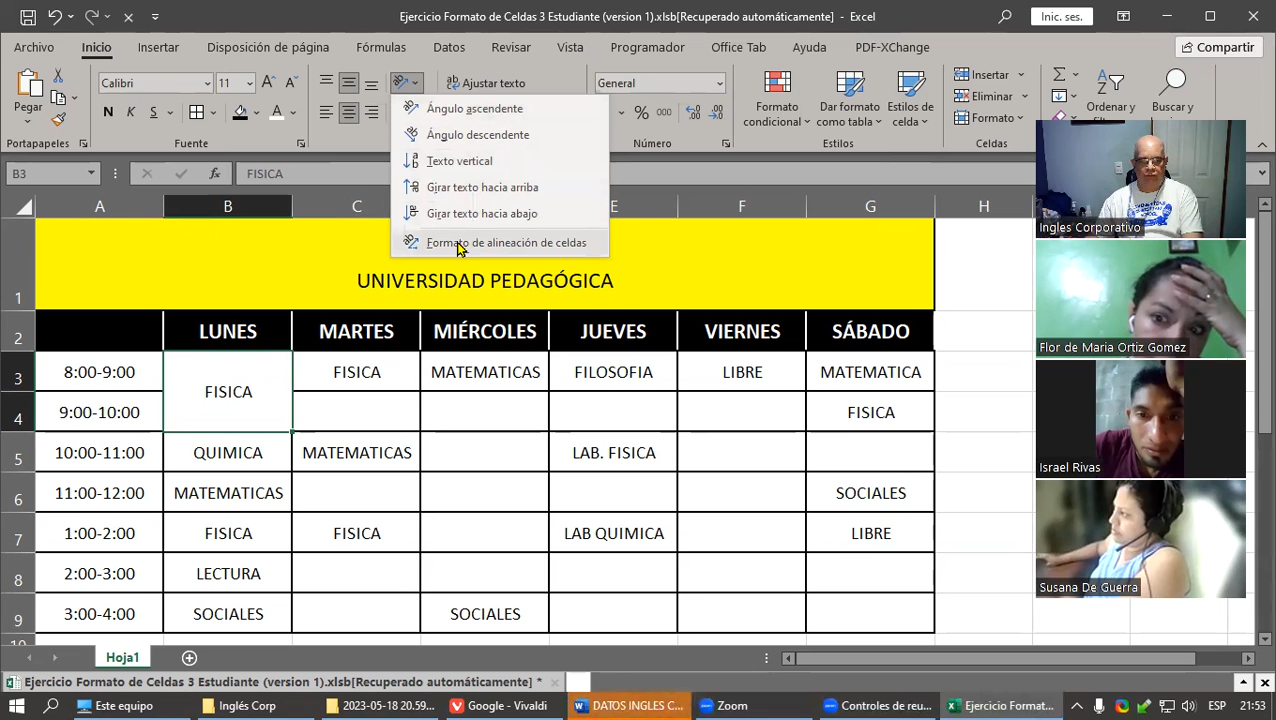 Ejercicio Formato de Celdas 3 Estudiante (version 1).xlsb[Recuperado automáticamente] - Excel
Inic. ses.
Archivo Inicio Insertar Disposición de página Fórmulas Datos Revisar Vista Programador Office Tab Ayuda PDF-XChange Compartir
Pegar
Calibri 11
N K S
Ajustar texto
General
% 000
Formato condicional
Dar formato como tabla
Estilos de celda
Insertar
Eliminar
Formato
Ordenar y
Buscar y
Portapapeles Fuente Número Estilos Celdas
Ángulo ascendente
Ángulo descendente
Texto vertical
Girar texto hacia arriba
Girar texto hacia abajo
Formato de alineación de celdas
B3 fx FISICA
A B C E F G H
1 UNIVERSIDAD PEDAGÓGICA
2 LUNES MARTES MIÉRCOLES JUEVES VIERNES SÁBADO
3 8:00-9:00 FISICA FISICA MATEMATICAS FILOSOFIA LIBRE MATEMATICA
4 9:00-10:00 FISICA
5 10:00-11:00 QUIMICA MATEMATICAS LAB. FISICA
6 11:00-12:00 MATEMATICAS SOCIALES
7 1:00-2:00 FISICA FISICA LAB QUIMICA LIBRE
8 2:00-3:00 LECTURA
9 3:00-4:00 SOCIALES SOCIALES
Ingles Corporativo
Flor de Maria Ortiz Gomez
Israel Rivas
Susana De Guerra
Hoja1
Ejercicio Formato de Celdas 3 Estudiante (version 1).xlsb[Recuperado automáticamente] *
Este equipo
Inglés Corp
2023-05-18 20.59...
Google - Vivaldi
DATOS INGLES C...
Zoom
Controles de reu...
Ejercicio Format...
ESP
21:53